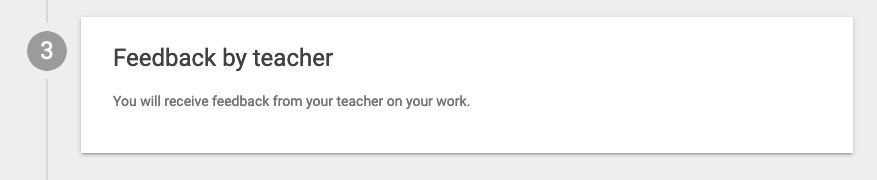 3
Feedback by teacher
You will receive feedback from your teacher on your work.